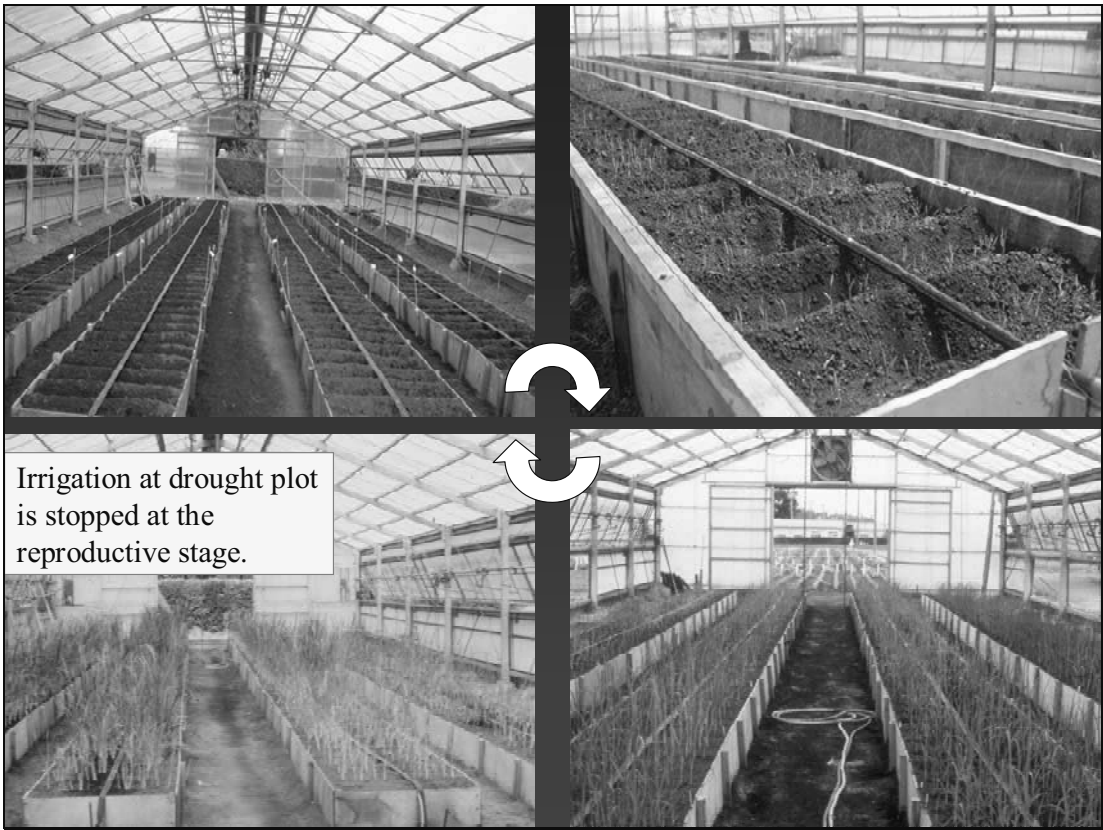 Irrigation at drought plot
is stopped at the
reproductive stage.